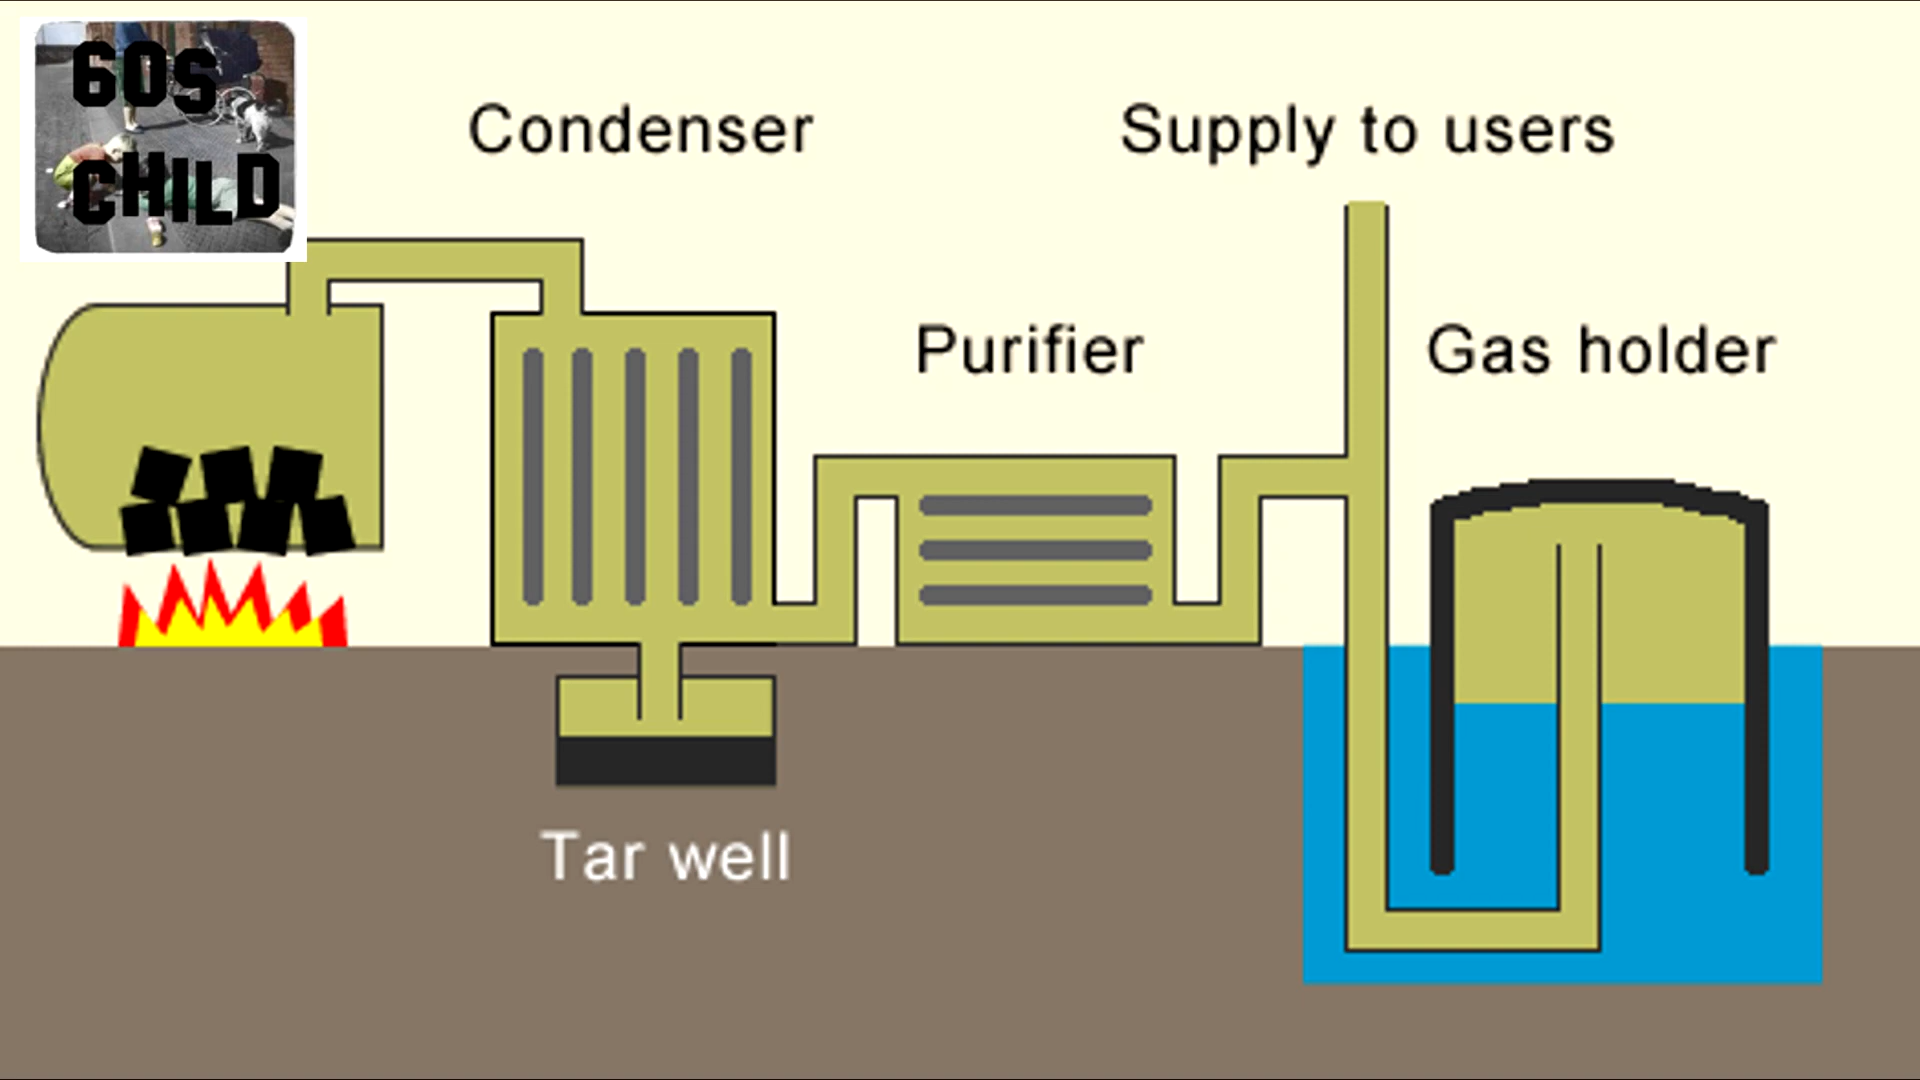 60s
CHILD
Condenser
Supply to users
Purifier
Gas holder
Tar well